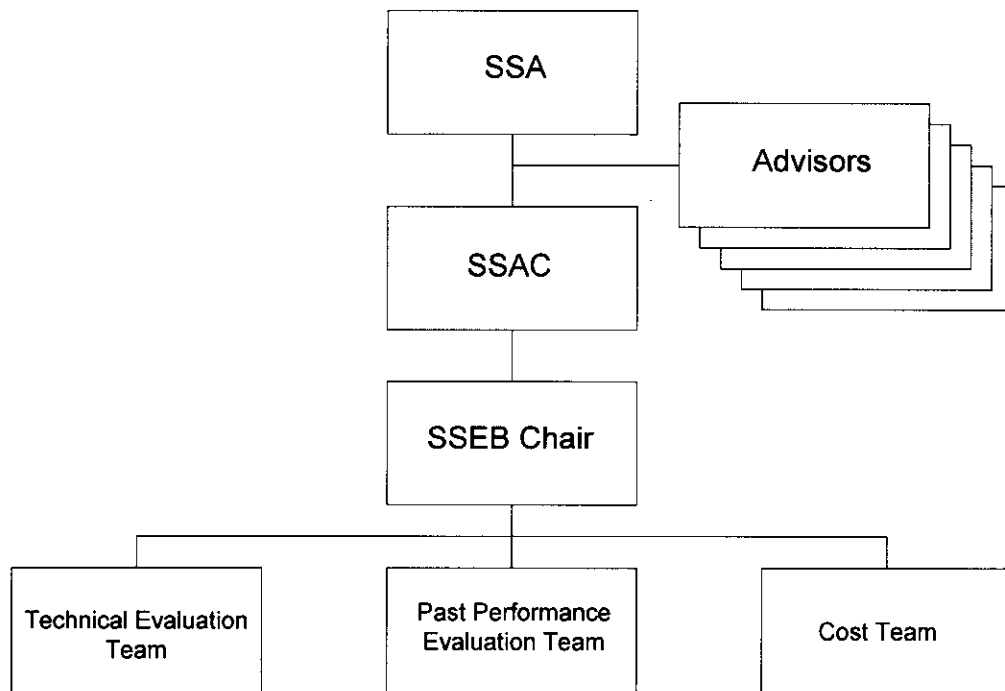 SSA
Advisors
SSAC
SSEB Chair
Technical Evaluation
Team
Past Performance
Evaluation Team
Cost Team